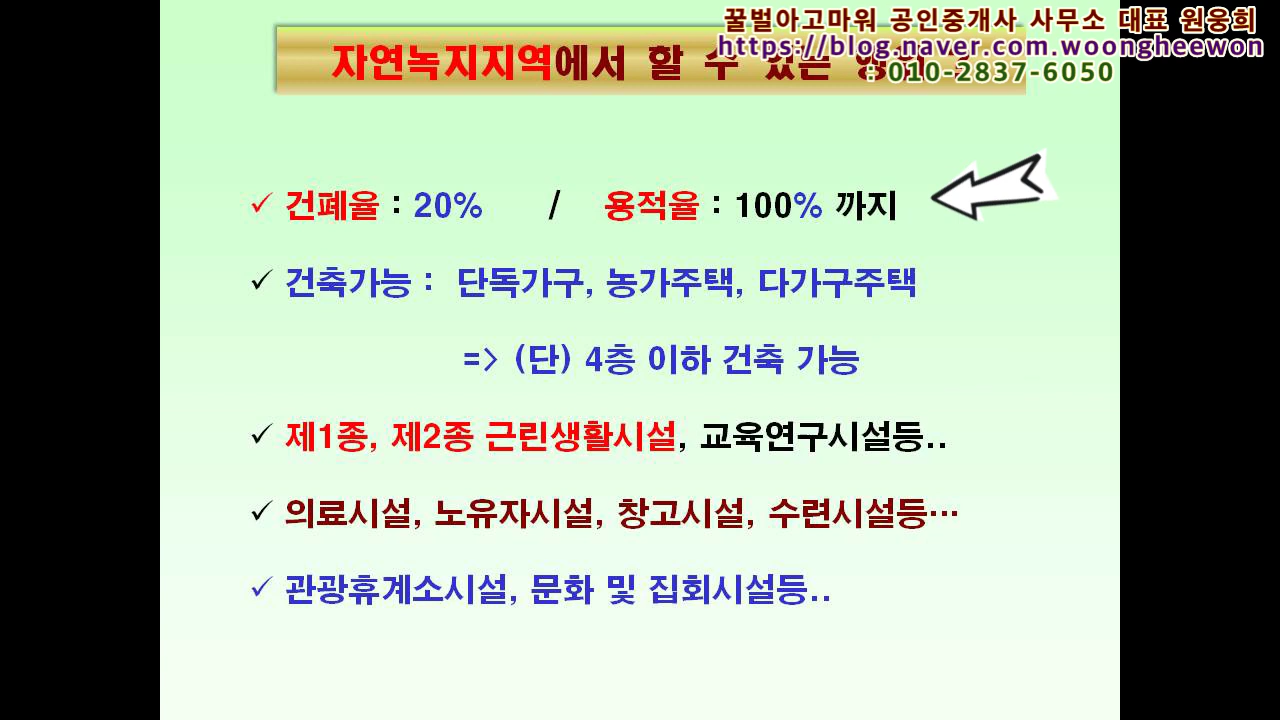 꿀벌아고마워 공인중개사 사무소 대표 원웅희
https://blog.naver.com.woongheewon
: 010-2837-6050
자연녹지지역에서 할 수 있는
✓ 건폐율 : 20% / 용적율 : 100% 까지
✓ 건축가능 : 단독가구, 농가주택, 다가구주택
=> (단) 4층 이하 건축 가능
✓ 제1종, 제2종 근린생활시설, 교육연구시설등..
✓ 의료시설, 노유자시설, 창고시설, 수련시설등…
✓ 관광휴게소시설, 문화 및 집회시설등..